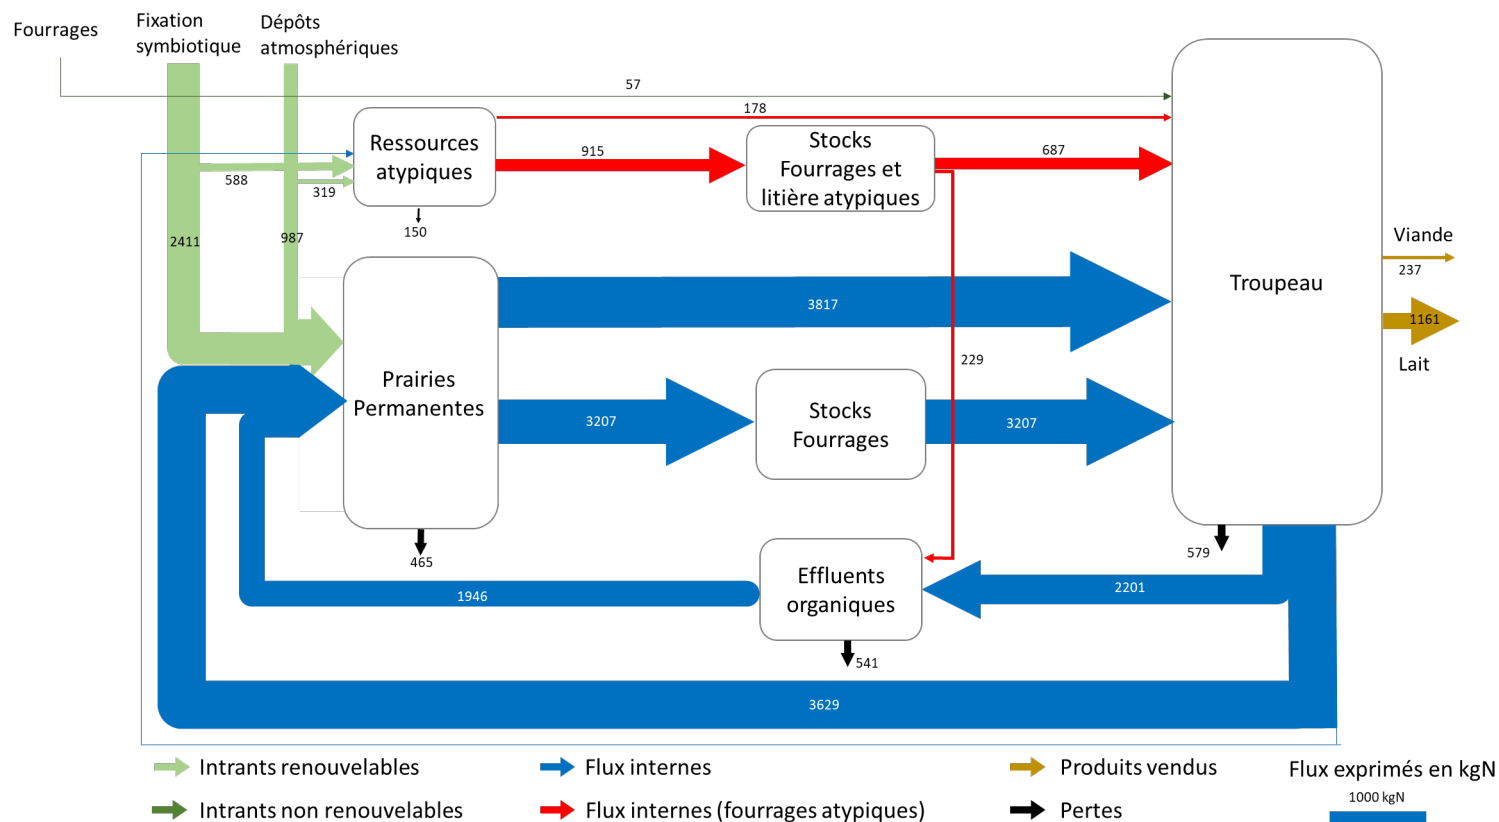 Fourrages
Fixation
symbiotique
Dépôts
atmosphériques
57
178
Ressources
atypiques
915
Stocks
Fourrages et
litière atypiques
687
588
319
150
2411
987
Viande
237
Troupeau
3817
1161
Lait
229
Prairies
Permanentes
3207
Stocks
Fourrages
3207
465
579
Effluents
organiques
2201
1946
541
3629
Intrants renouvelables
Flux internes
Produits vendus
Flux exprimés en kgN
Intrants non renouvelables
Flux internes (fourrages atypiques)
Pertes
1000 kgN